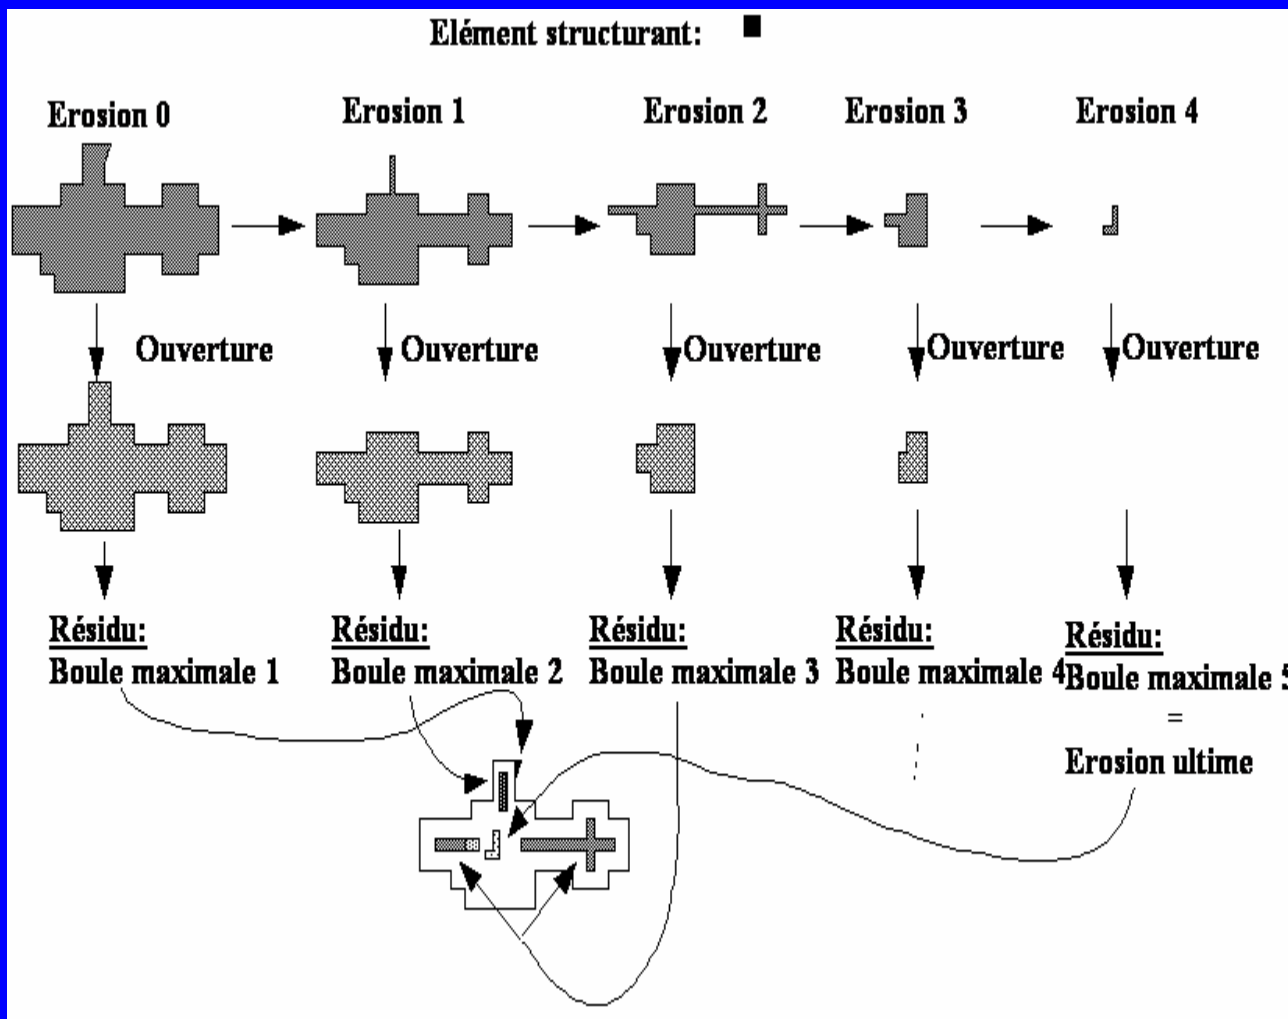 Elément structurant:
Erosion 0
Erosion 1
Erosion 2
Erosion 3
Erosion 4
Ouverture
Ouverture
Ouverture
Ouverture
Ouverture
Résidu:
Boule maximale 1
Résidu:
Boule maximale 2
Résidu:
Boule maximale 3
Résidu:
Boule maximale 4
Résidu:
Boule maximale 5
=
Erosion ultime